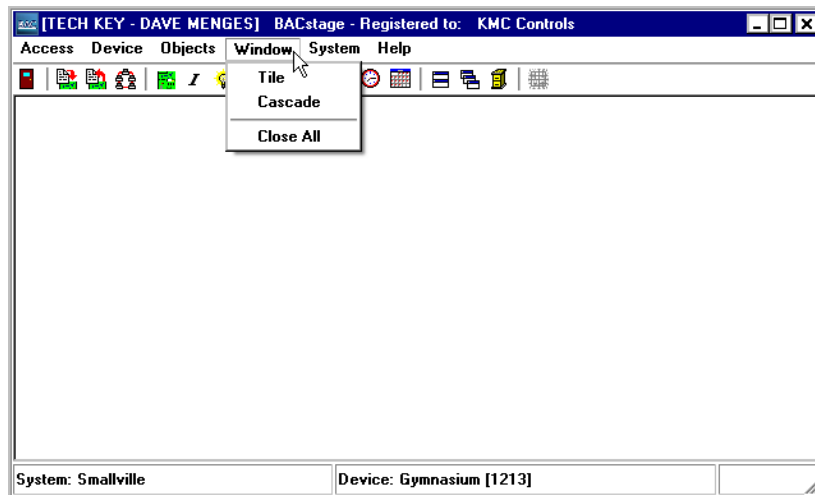 [TECH KEY - DAVE MENGES] BACstage - Registered to: KMC Controls
Access Device Objects Window System Help
I
Tile
Cascade
Close All
System: Smallville Device: Gymnasium [1213]